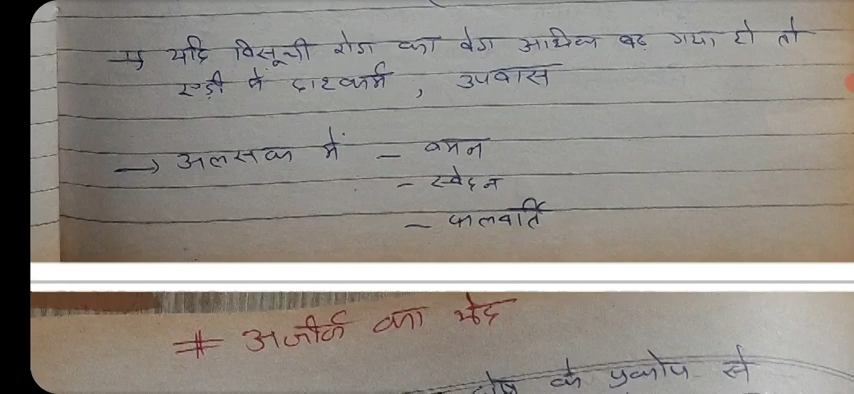 → यदि विसूची रोग का वेग अधिक बढ़ गया हो तो
एड़ी में दाहकर्म , उपवास
→ अलसक में - वमन
- स्वेदन
- फलवर्ति
# अजीर्ण का भेद
दोष के प्रकोप से